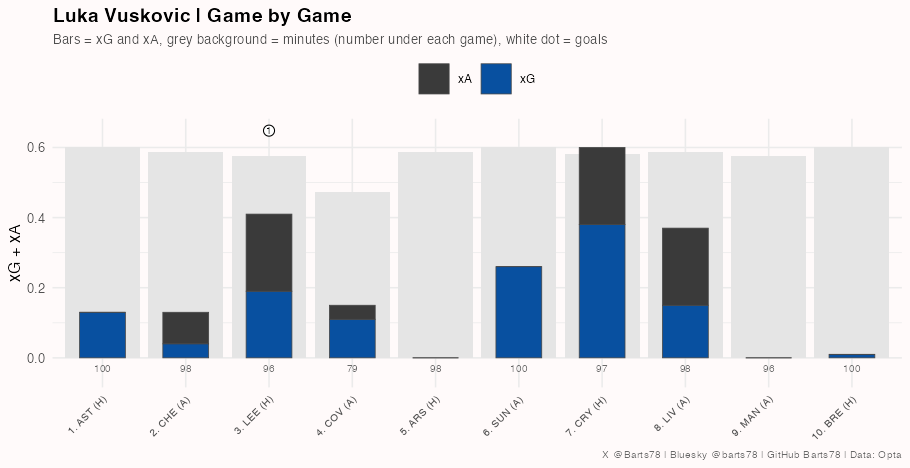 Luka Vuskovic | Game by Game
Bars = xG and xA, grey background = minutes (number under each game), white dot = goals
xA xG
1
0.6
0.4
0.2
0.0
xG + xA
100 98 96 79 98 100 97 98 96 100
1. AST (H) 2. CHE (A) 3. LEE (H) 4. COV (A) 5. ARS (H) 6. SUN (A) 7. CRY (H) 8. LIV (A) 9. MAN (A) 10. BRE (H)
X @Barts78 | Bluesky @barts78 | GitHub Barts78 | Data: Opta